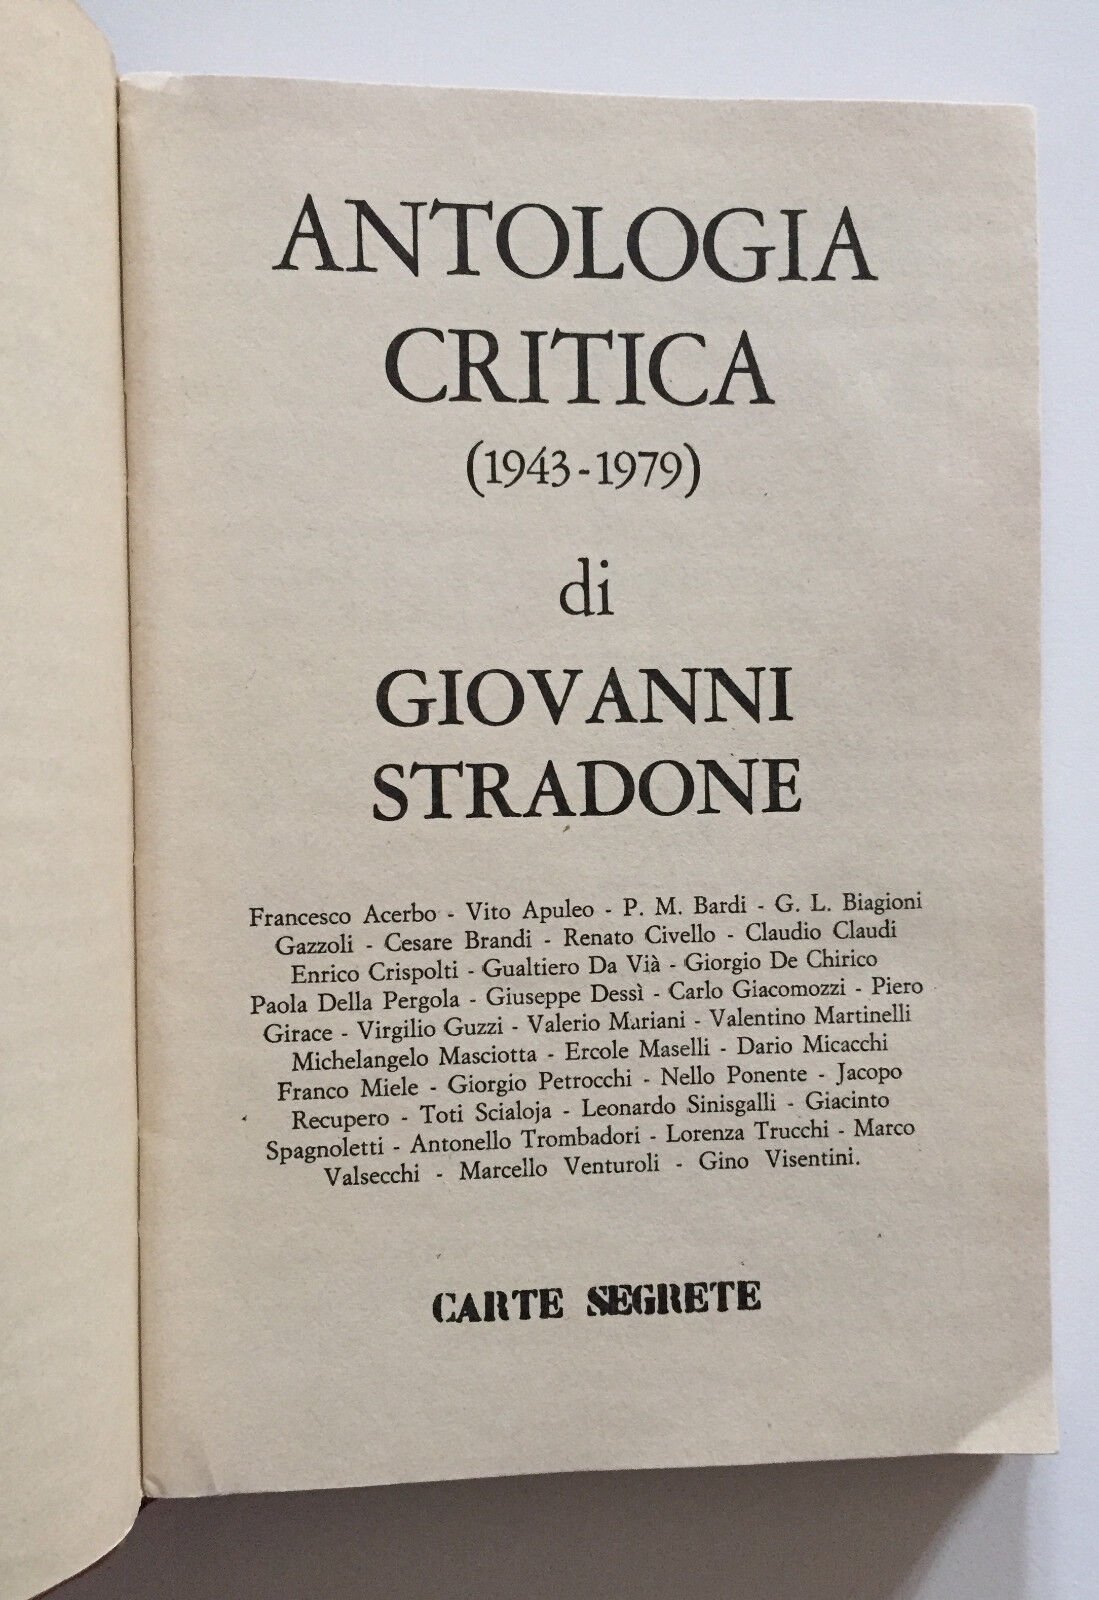 ANTOLOGIA
CRITICA
(1943-1979)
di
GIOVANNI
STRADONE
Francesco Acerbo - Vito Apuleo - P. M. Bardi - G. L. Biagioni
Gazzoli - Cesare Brandi - Renato Civello - Claudio Claudi
Enrico Crispolti - Gualtiero Da Vià - Giorgio De Chirico
Paola Della Pergola - Giuseppe Dessì - Carlo Giacomozzi - Piero
Girace - Virgilio Guzzi - Valerio Mariani - Valentino Martinelli
Michelangelo Masciotta - Ercole Maselli - Dario Micacchi
Franco Miele - Giorgio Petrocchi - Nello Ponente - Jacopo
Recupero - Toti Scialoja - Leonardo Sinisgalli - Giacinto
Spagnoletti - Antonello Trombadori - Lorenza Trucchi - Marco
Valsecchi - Marcello Venturoli - Gino Visentini.
CARTE SEGRETE